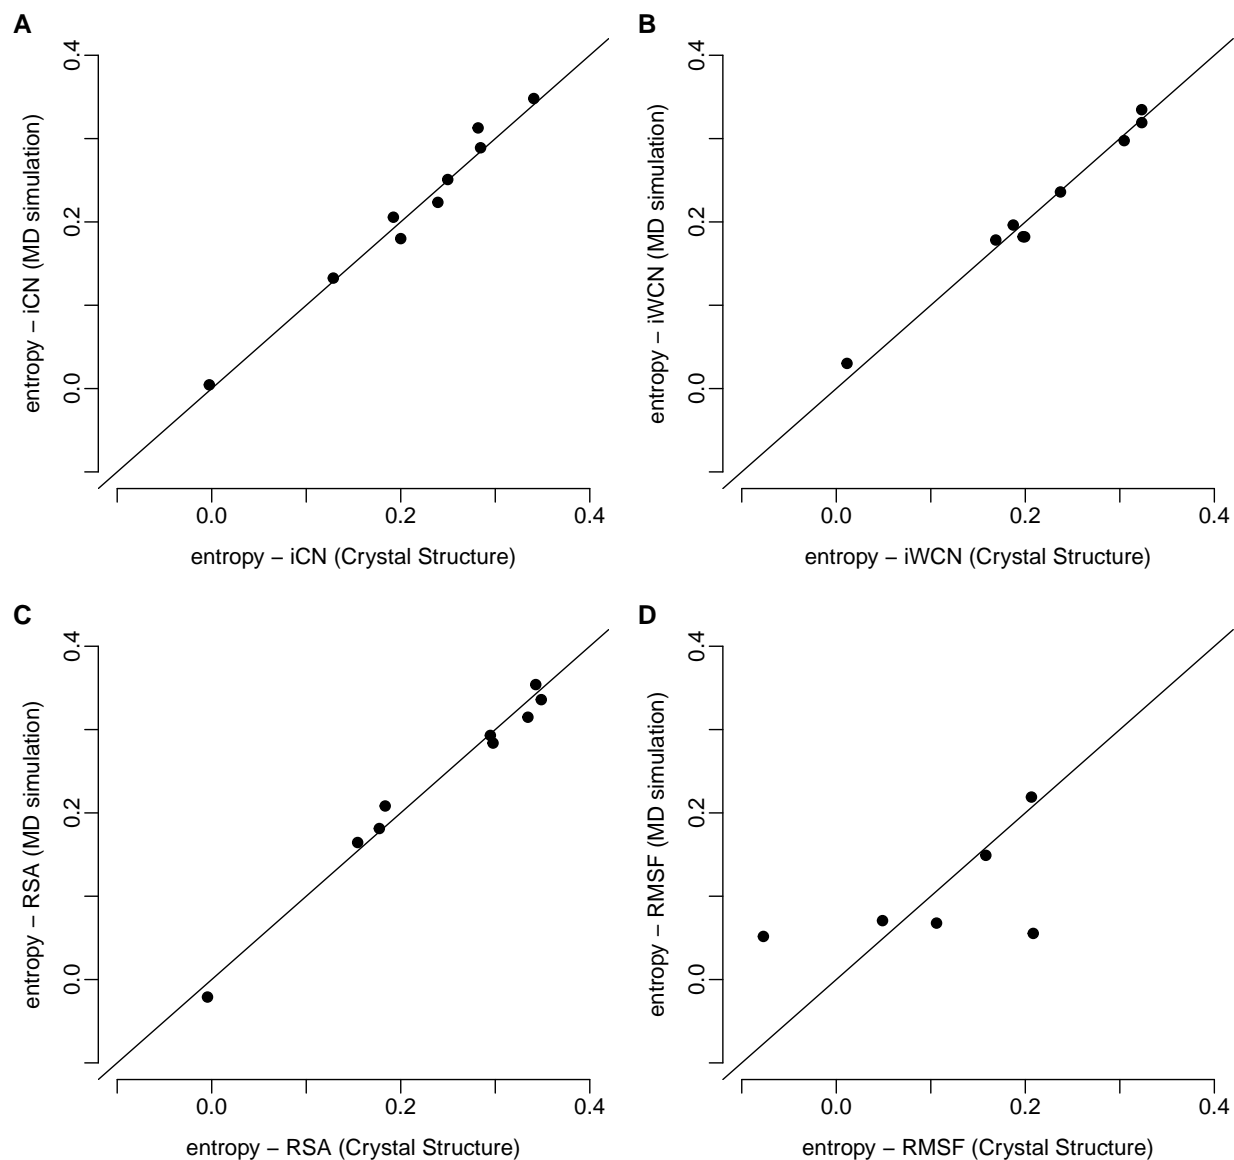 A
entropy − iCN (MD simulation)
0.4
0.2
0.0
0.0 0.2 0.4
entropy − iCN (Crystal Structure)
B
entropy − iWCN (MD simulation)
0.4
0.2
0.0
0.0 0.2 0.4
entropy − iWCN (Crystal Structure)
C
entropy − RSA (MD simulation)
0.4
0.2
0.0
0.0 0.2 0.4
entropy − RSA (Crystal Structure)
D
entropy − RMSF (MD simulation)
0.4
0.2
0.0
0.0 0.2 0.4
entropy − RMSF (Crystal Structure)